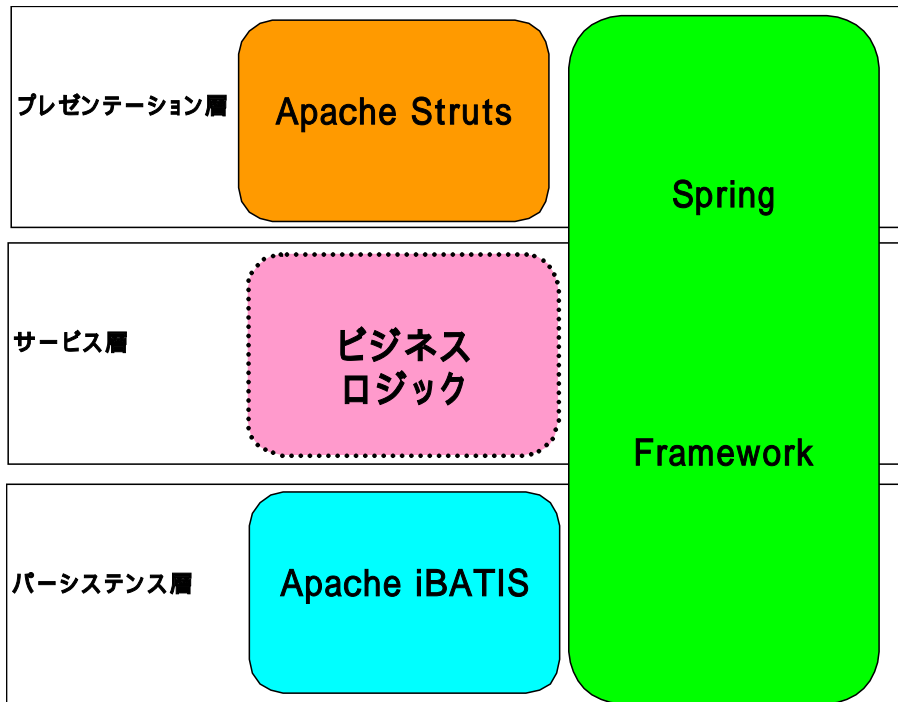 プレゼンテーション層
Apache Struts
Spring
サービス層
ビジネス
ロジック
Framework
パーシステンス層
Apache iBATIS